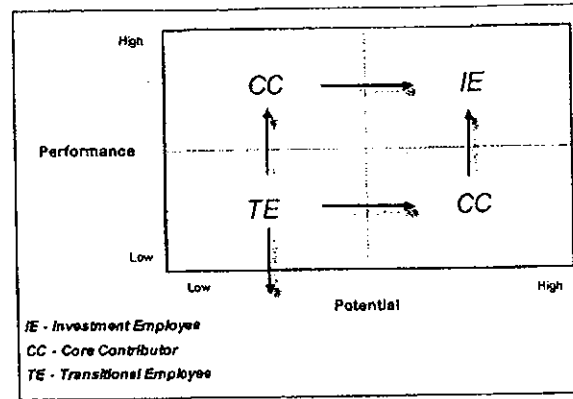 High
CC
IE
Performance
TE
CC
Low
Low
High
Potential
IE - Investment Employee
CC - Core Contributor
TE - Transitional Employee